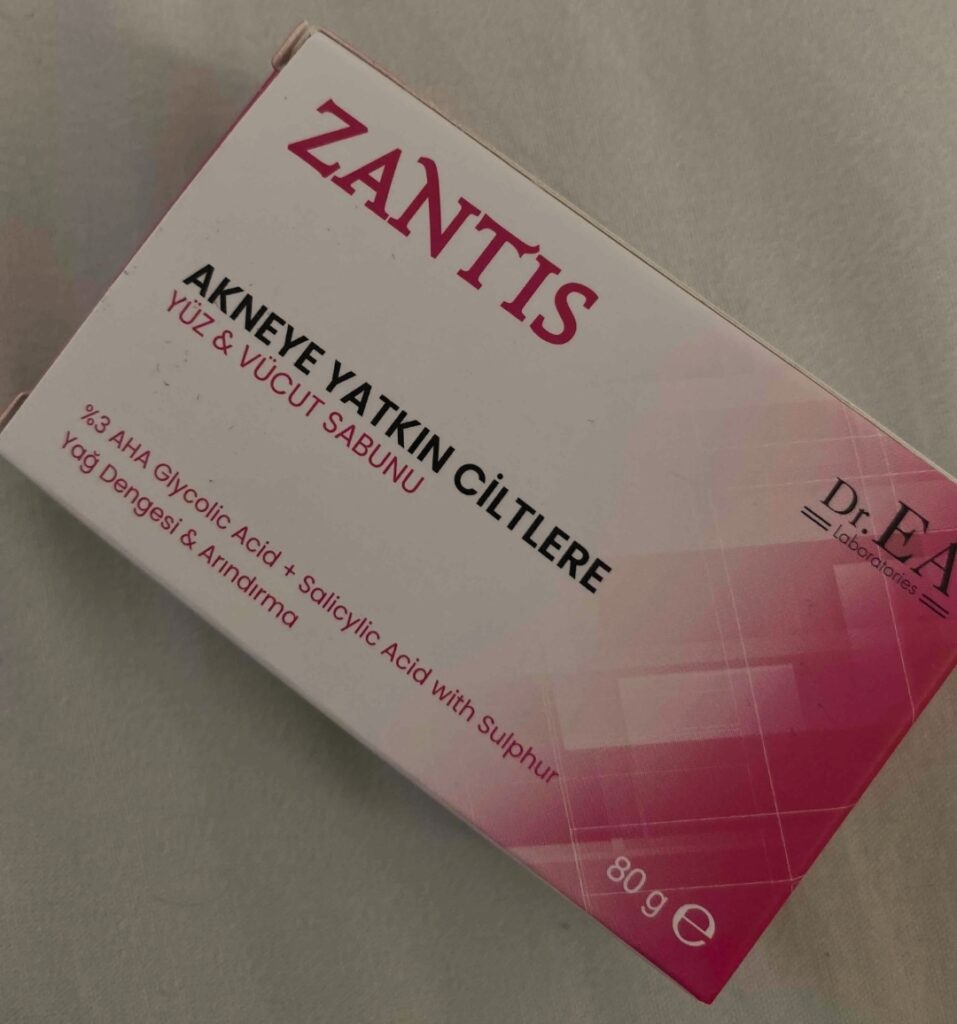 ZANTIS
AKNEYE YATKIN CİLTLERE
YÜZ & VÜCUT SABUNU
%3 AHA Glycolic Acid + Salicylic Acid with Sulphur
Yağ Dengesi & Arındırma
Dr. EA
Laboratories
80 g ℮